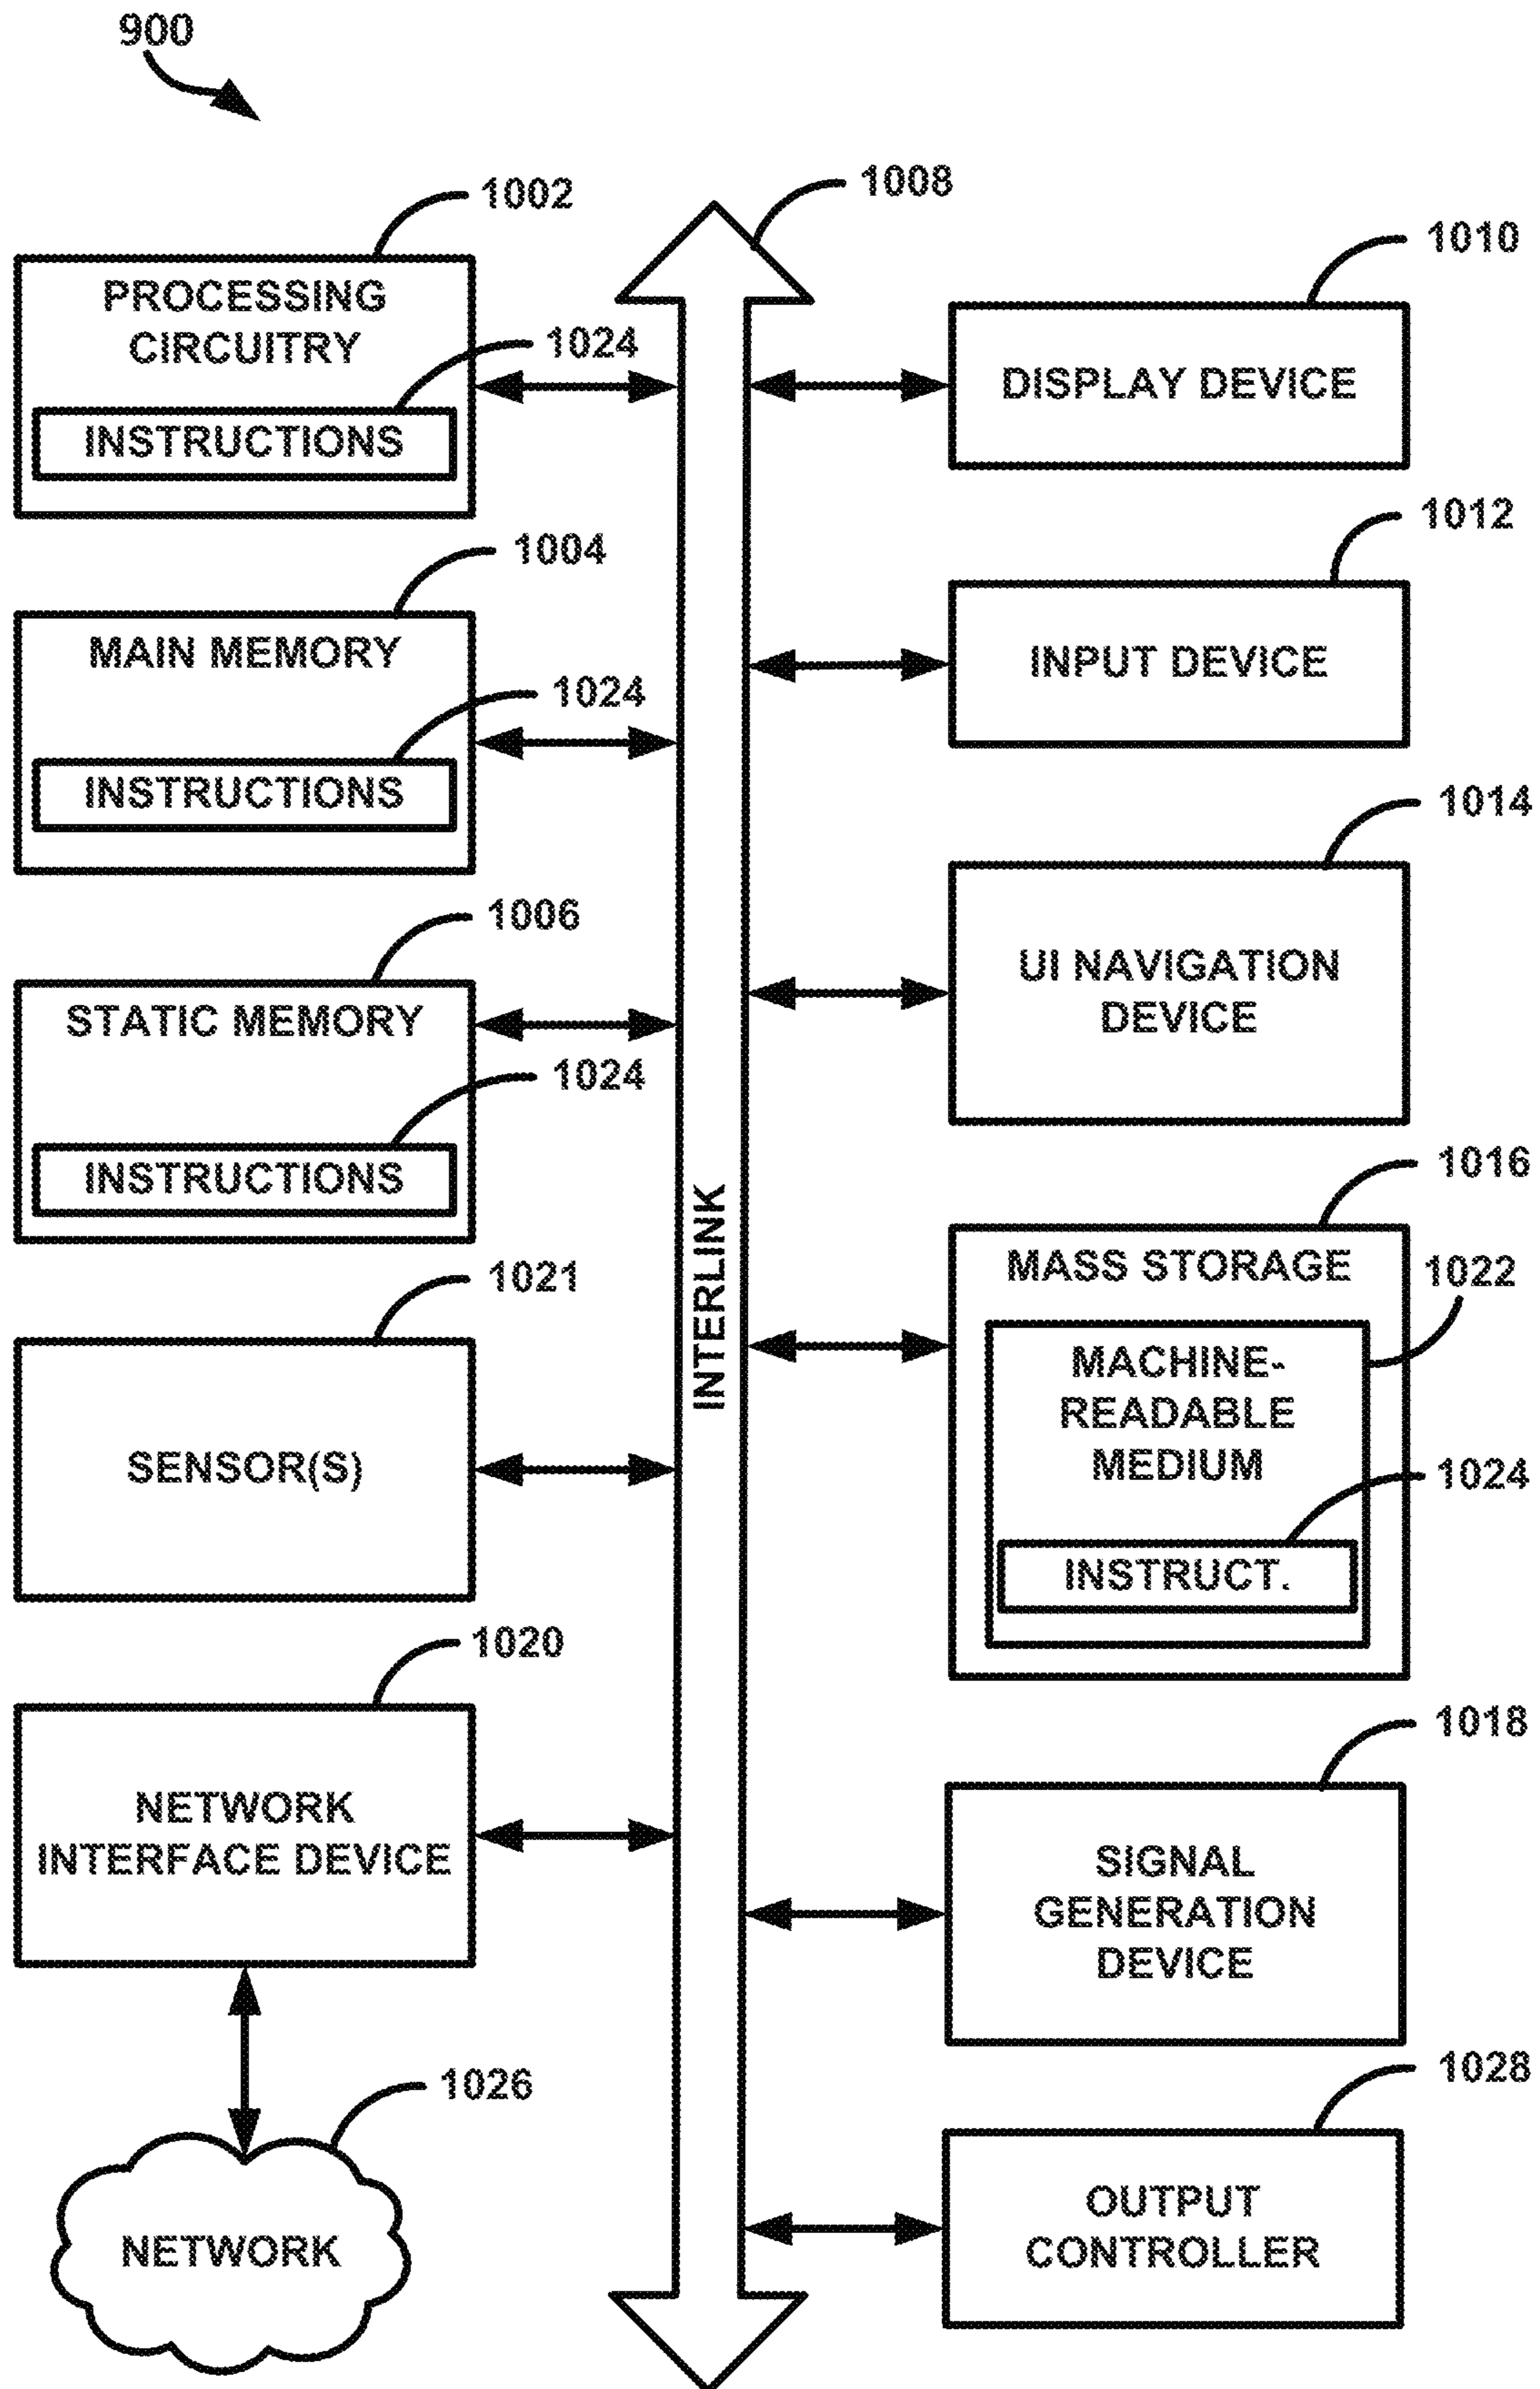 900
1002
PROCESSING
CIRCUITRY
1024
INSTRUCTIONS
1004
MAIN MEMORY
1024
INSTRUCTIONS
1006
STATIC MEMORY
1024
INSTRUCTIONS
1021
SENSOR(S)
1020
NETWORK
INTERFACE DEVICE
1026
NETWORK
1008
INTERLINK
1010
DISPLAY DEVICE
1012
INPUT DEVICE
1014
UI NAVIGATION
DEVICE
1016
MASS STORAGE
1022
MACHINE-
READABLE
MEDIUM
1024
INSTRUCT.
1018
SIGNAL
GENERATION
DEVICE
1028
OUTPUT
CONTROLLER